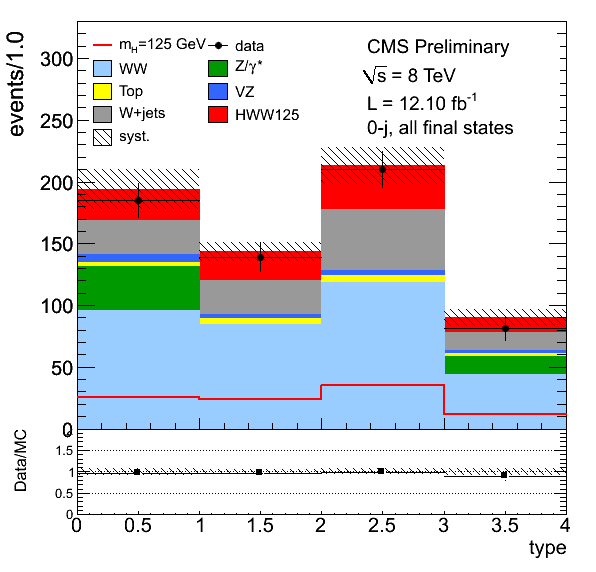 events/1.0
300
250
200
150
100
50
0
m_H=125 GeV
data
WW
Z/γ*
Top
VZ
W+jets
HWW125
syst.
CMS Preliminary
√s = 8 TeV
L = 12.10 fb⁻¹
0-j, all final states
Data/MC
2
1.5
1
0.5
0
0 0.5 1 1.5 2 2.5 3 3.5 4
type